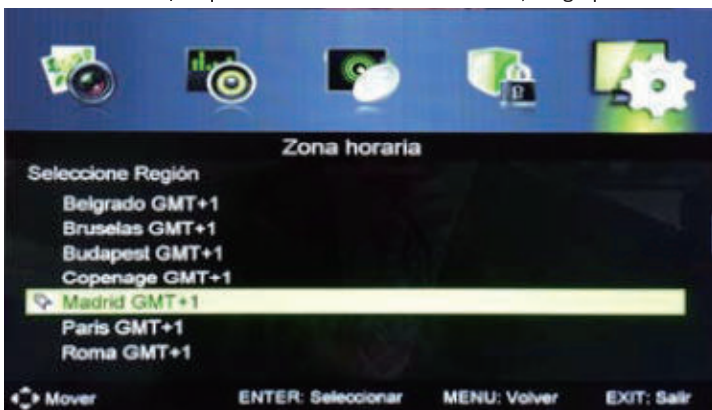 Zona horaria
Seleccione Región
Belgrado GMT+1
Bruselas GMT+1
Budapest GMT+1
Copenage GMT+1
Madrid GMT+1
Paris GMT+1
Roma GMT+1
Mover ENTER: Seleccionar MENU: Volver EXIT: Salir